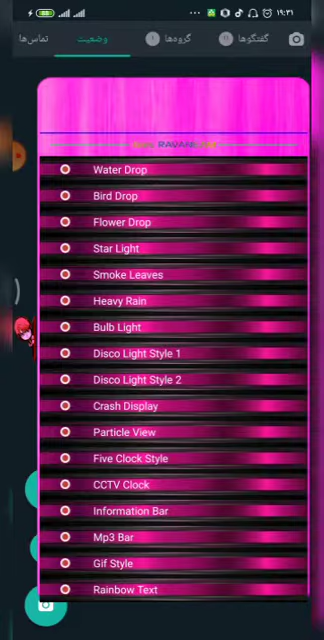 ۱۹:۳۱
گفتگوها
گروه‌ها
وضعیت
تماس‌ها
Water Drop
Bird Drop
Flower Drop
Star Light
Smoke Leaves
Heavy Rain
Bulb Light
Disco Light Style 1
Disco Light Style 2
Crash Display
Particle View
Five Clock Style
CCTV Clock
Information Bar
Mp3 Bar
Gif Style
Rainbow Text